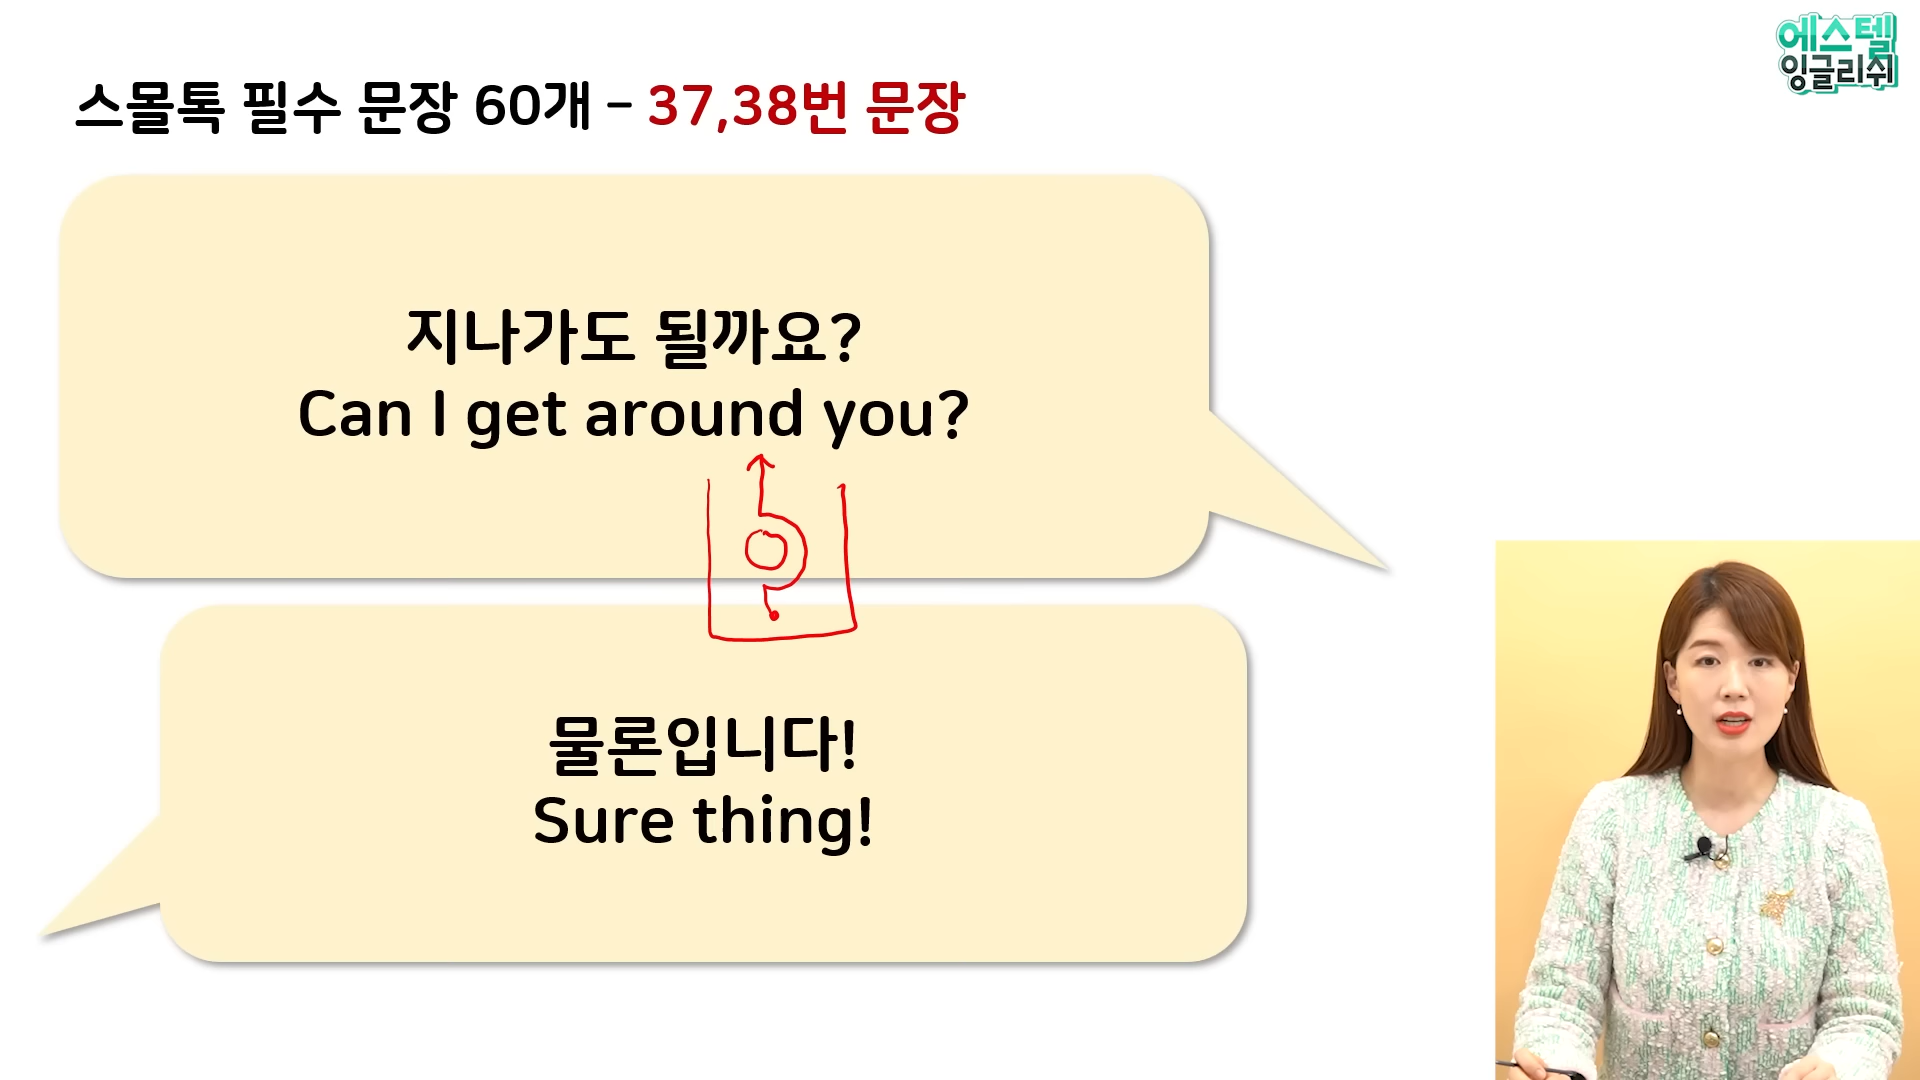 에스텔
잉글리쉬
스몰톡 필수 문장 60개 – 37,38번 문장
지나가도 될까요?
Can I get around you?
물론입니다!
Sure thing!